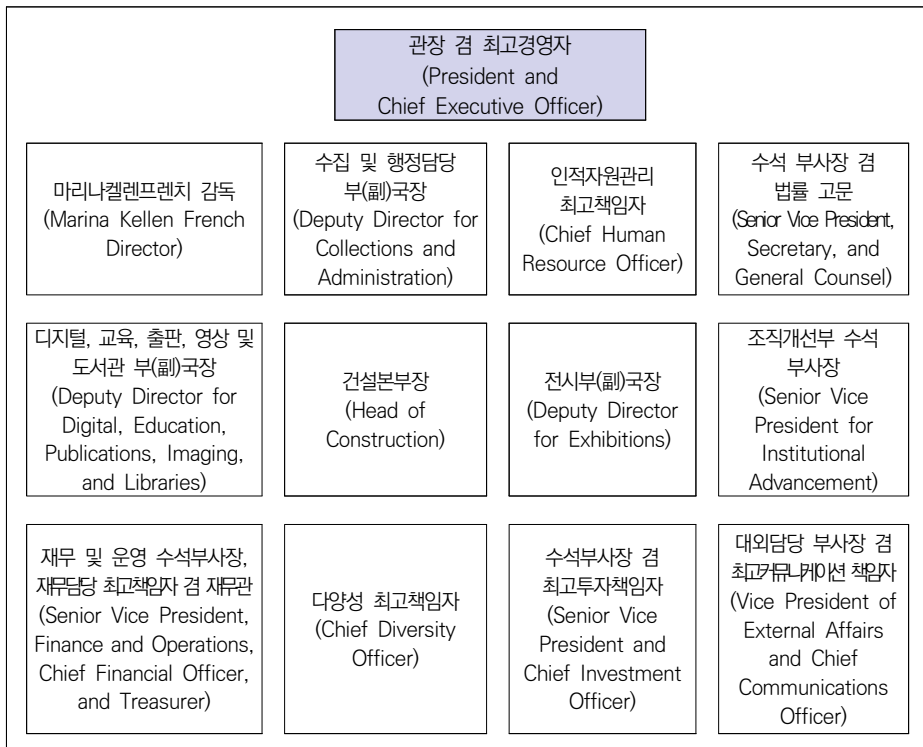 관장 겸 최고경영자
(President and
Chief Executive Officer)
마리나켈렌프렌치 감독
(Marina Kellen French
Director)
수집 및 행정담당
부(副)국장
(Deputy Director for
Collections and
Administration)
인적자원관리
최고책임자
(Chief Human
Resource Officer)
수석 부사장 겸
법률 고문
(Senior Vice President,
Secretary, and
General Counsel)
디지털, 교육, 출판, 영상 및
도서관 부(副)국장
(Deputy Director for
Digital, Education,
Publications, Imaging,
and Libraries)
건설본부장
(Head of
Construction)
전시부(副)국장
(Deputy Director
for Exhibitions)
조직개선부 수석
부사장
(Senior Vice
President for
Institutional
Advancement)
재무 및 운영 수석부사장,
재무담당 최고책임자 겸 재무관
(Senior Vice President,
Finance and Operations,
Chief Financial Officer,
and Treasurer)
다양성 최고책임자
(Chief Diversity
Officer)
수석부사장 겸
최고투자책임자
(Senior Vice
President and
Chief Investment
Officer)
대외담당 부사장 겸
최고커뮤니케이션 책임자
(Vice President of
External Affairs
and Chief
Communications
Officer)